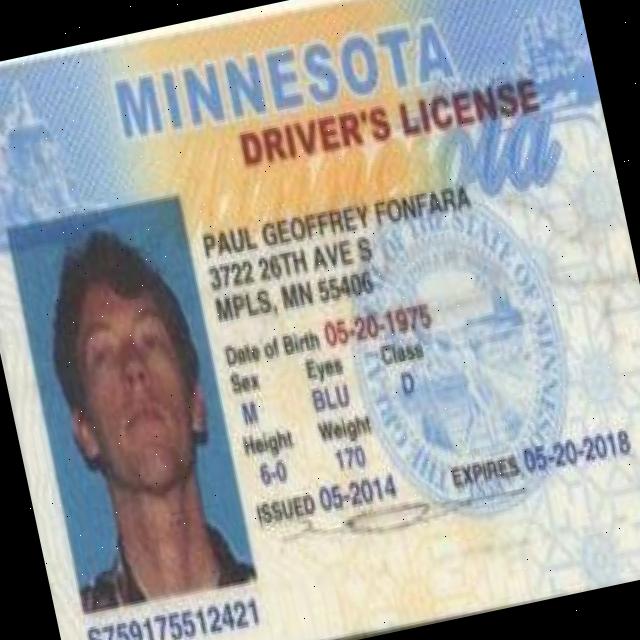 MINNESOTA
DRIVER'S LICENSE
PAUL GEOFFREY FONFARA
3722 26TH AVE S
MPLS, MN 55406
Date of Birth 05-20-1975
Sex Eyes Class
M BLU D
Height Weight
6-0 170
ISSUED 05-2014 EXPIRES 05-20-2018
S759175512421